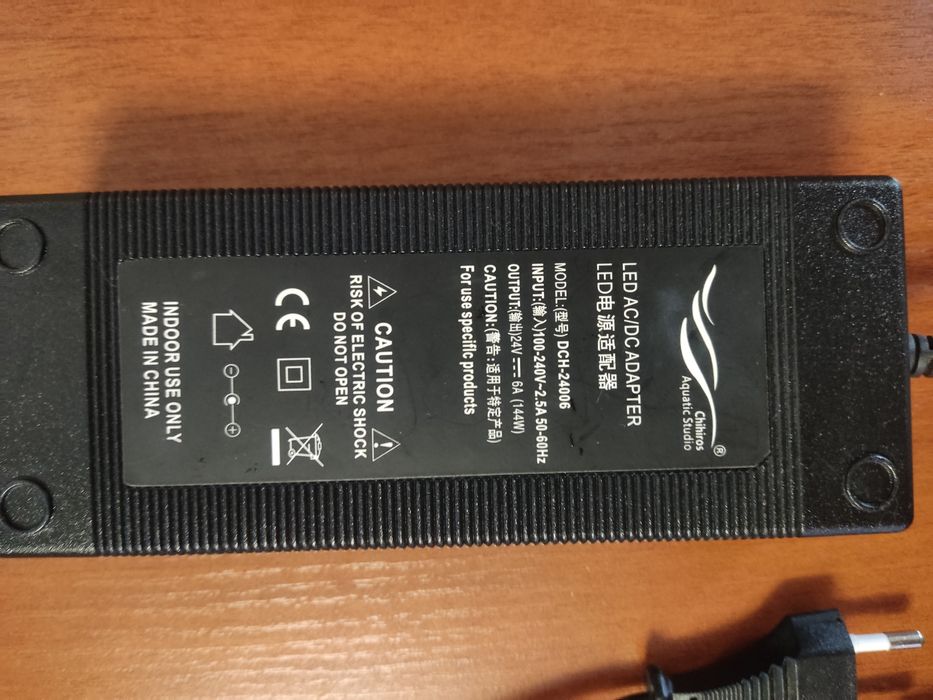 Chihiros®
Aquatic Studio
LED AC/DC ADAPTER
LED电源适配器
MODEL:(型号) DCH-24006
INPUT:(输入)100-240V~2.5A 50-60Hz
OUTPUT:(输出)24V⎓6A (144W)
CAUTION:(警告:适用于特定产品)
For use specific products
CAUTION
RISK OF ELECTRIC SHOCK
DO NOT OPEN
CE
INDOOR USE ONLY
MADE IN CHINA